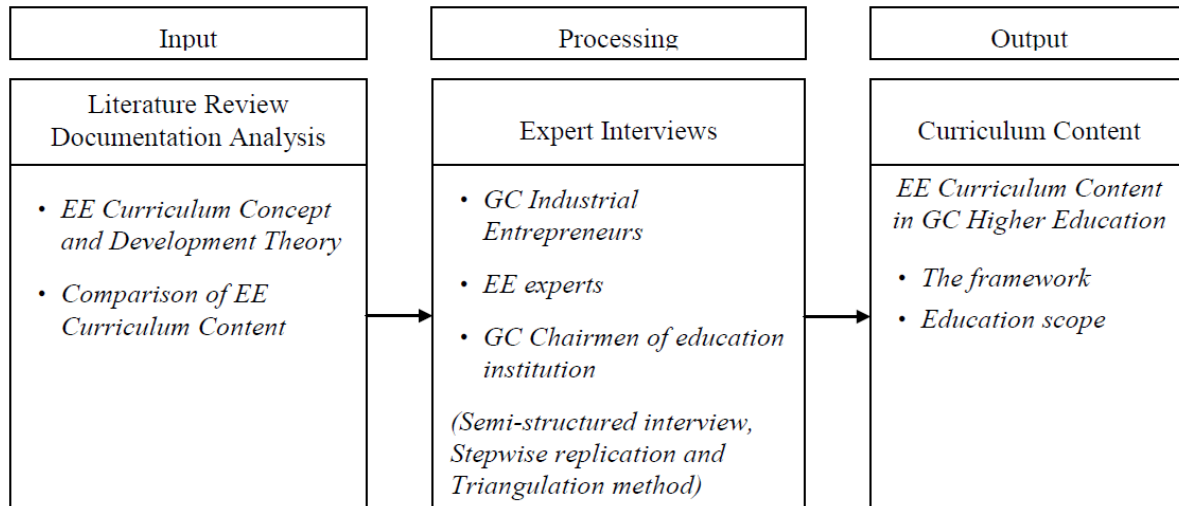 Input
Processing
Output
Literature Review
Documentation Analysis
• EE Curriculum Concept
and Development Theory
• Comparison of EE
Curriculum Content
Expert Interviews
• GC Industrial
Entrepreneurs
• EE experts
• GC Chairmen of education
institution
(Semi-structured interview,
Stepwise replication and
Triangulation method)
Curriculum Content
EE Curriculum Content
in GC Higher Education
• The framework
• Education scope